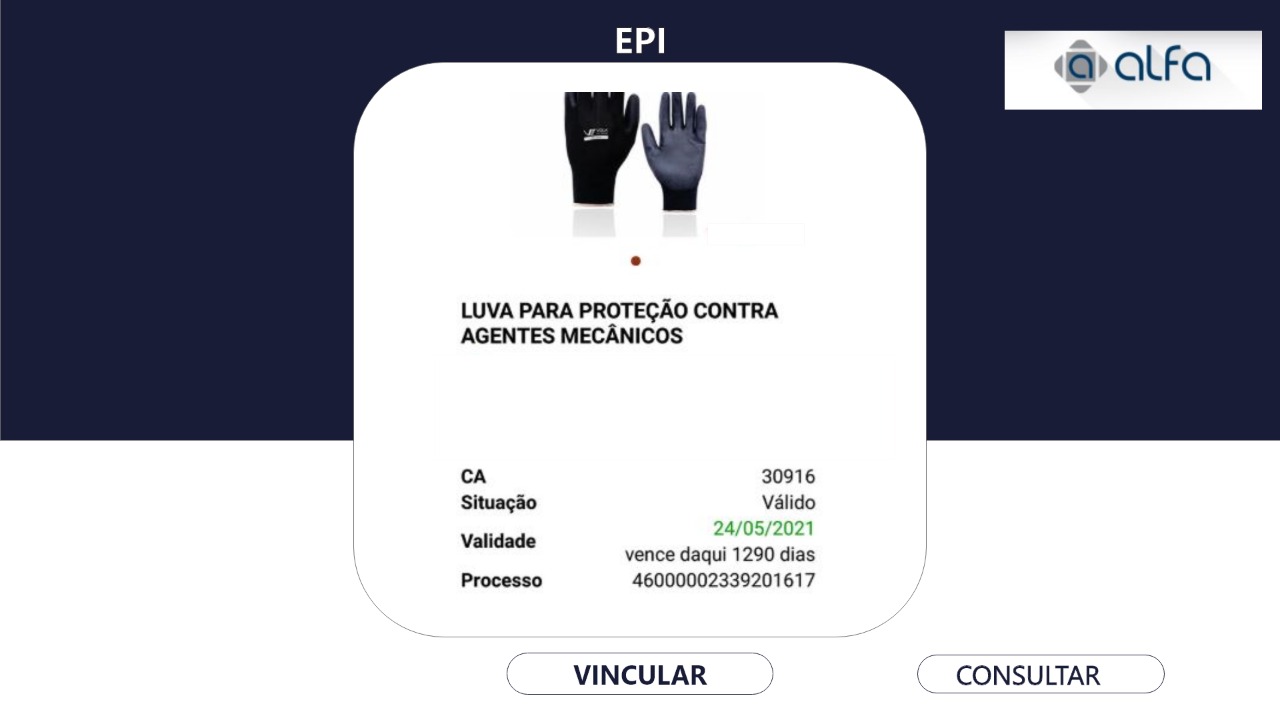 EPI
alfa
LUVA PARA PROTEÇÃO CONTRA
AGENTES MECÂNICOS
CA 30916
Situação Válido
Validade 24/05/2021
vence daqui 1290 dias
Processo 46000002339201617
VINCULAR
CONSULTAR